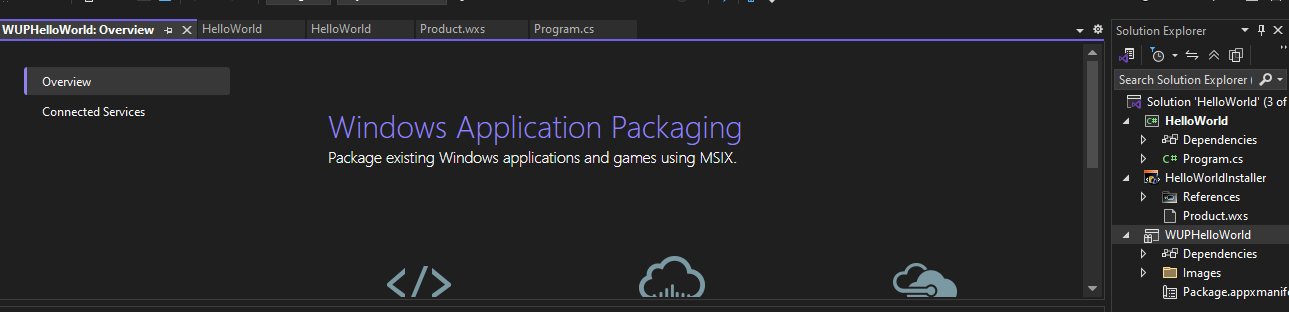 WUPHelloWorld: Overview
HelloWorld
HelloWorld
Product.wxs
Program.cs
Overview
Connected Services
Windows Application Packaging
Package existing Windows applications and games using MSIX.
Solution Explorer
Search Solution Explorer (
Solution 'HelloWorld' (3 of
HelloWorld
Dependencies
C# Program.cs
HelloWorldInstaller
References
Product.wxs
WUPHelloWorld
Dependencies
Images
Package.appxmanife